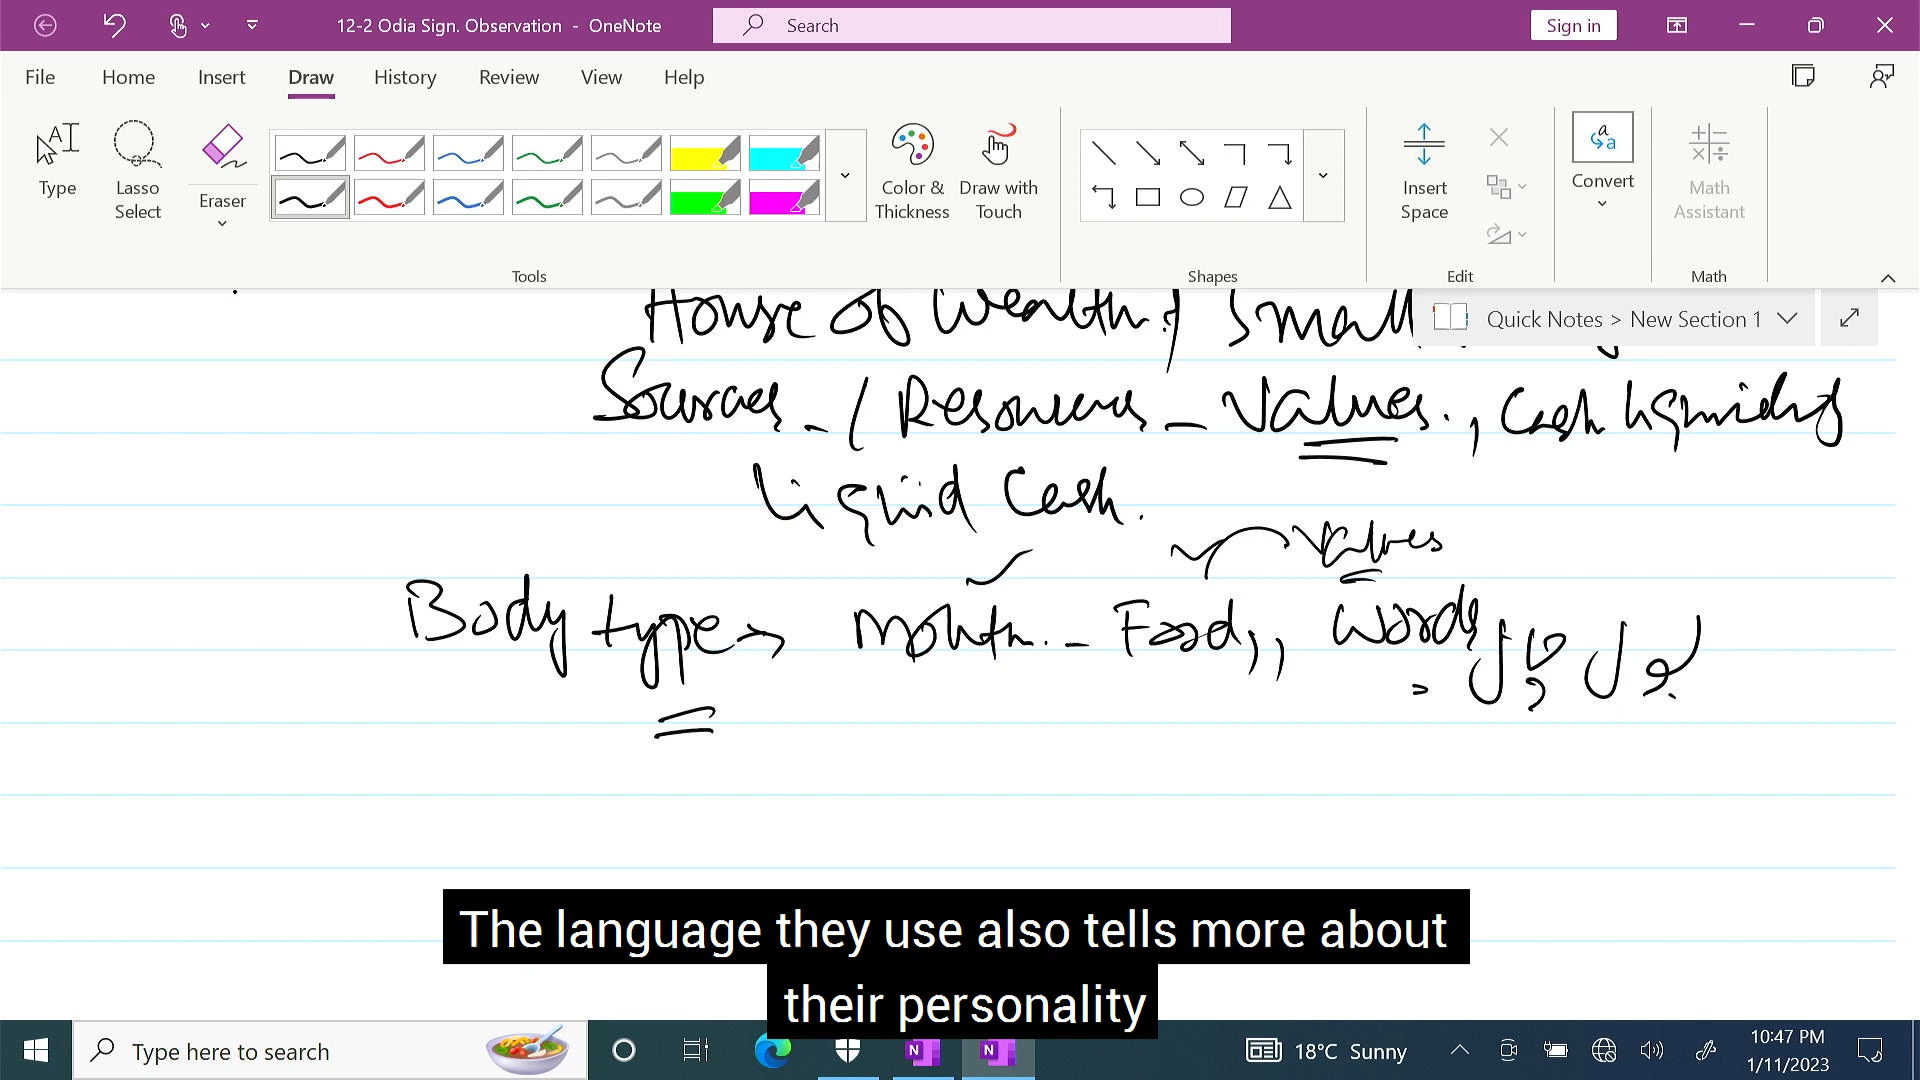 12-2 Odia Sign. Observation - OneNote
Search
Sign in
File Home Insert Draw History Review View Help
Type
Lasso Select
Eraser
Color & Thickness
Draw with Touch
Insert Space
Convert
Math Assistant
Tools
Shapes
Edit
Math
Quick Notes > New Section 1
House of Wealth, Small
Sources - / Resources - Values., Cash liquidity
Liquid Cash.
Values
Body type → Mouth. - Food,, Words
The language they use also tells more about
their personality
Type here to search
18°C Sunny
10:47 PM
1/11/2023